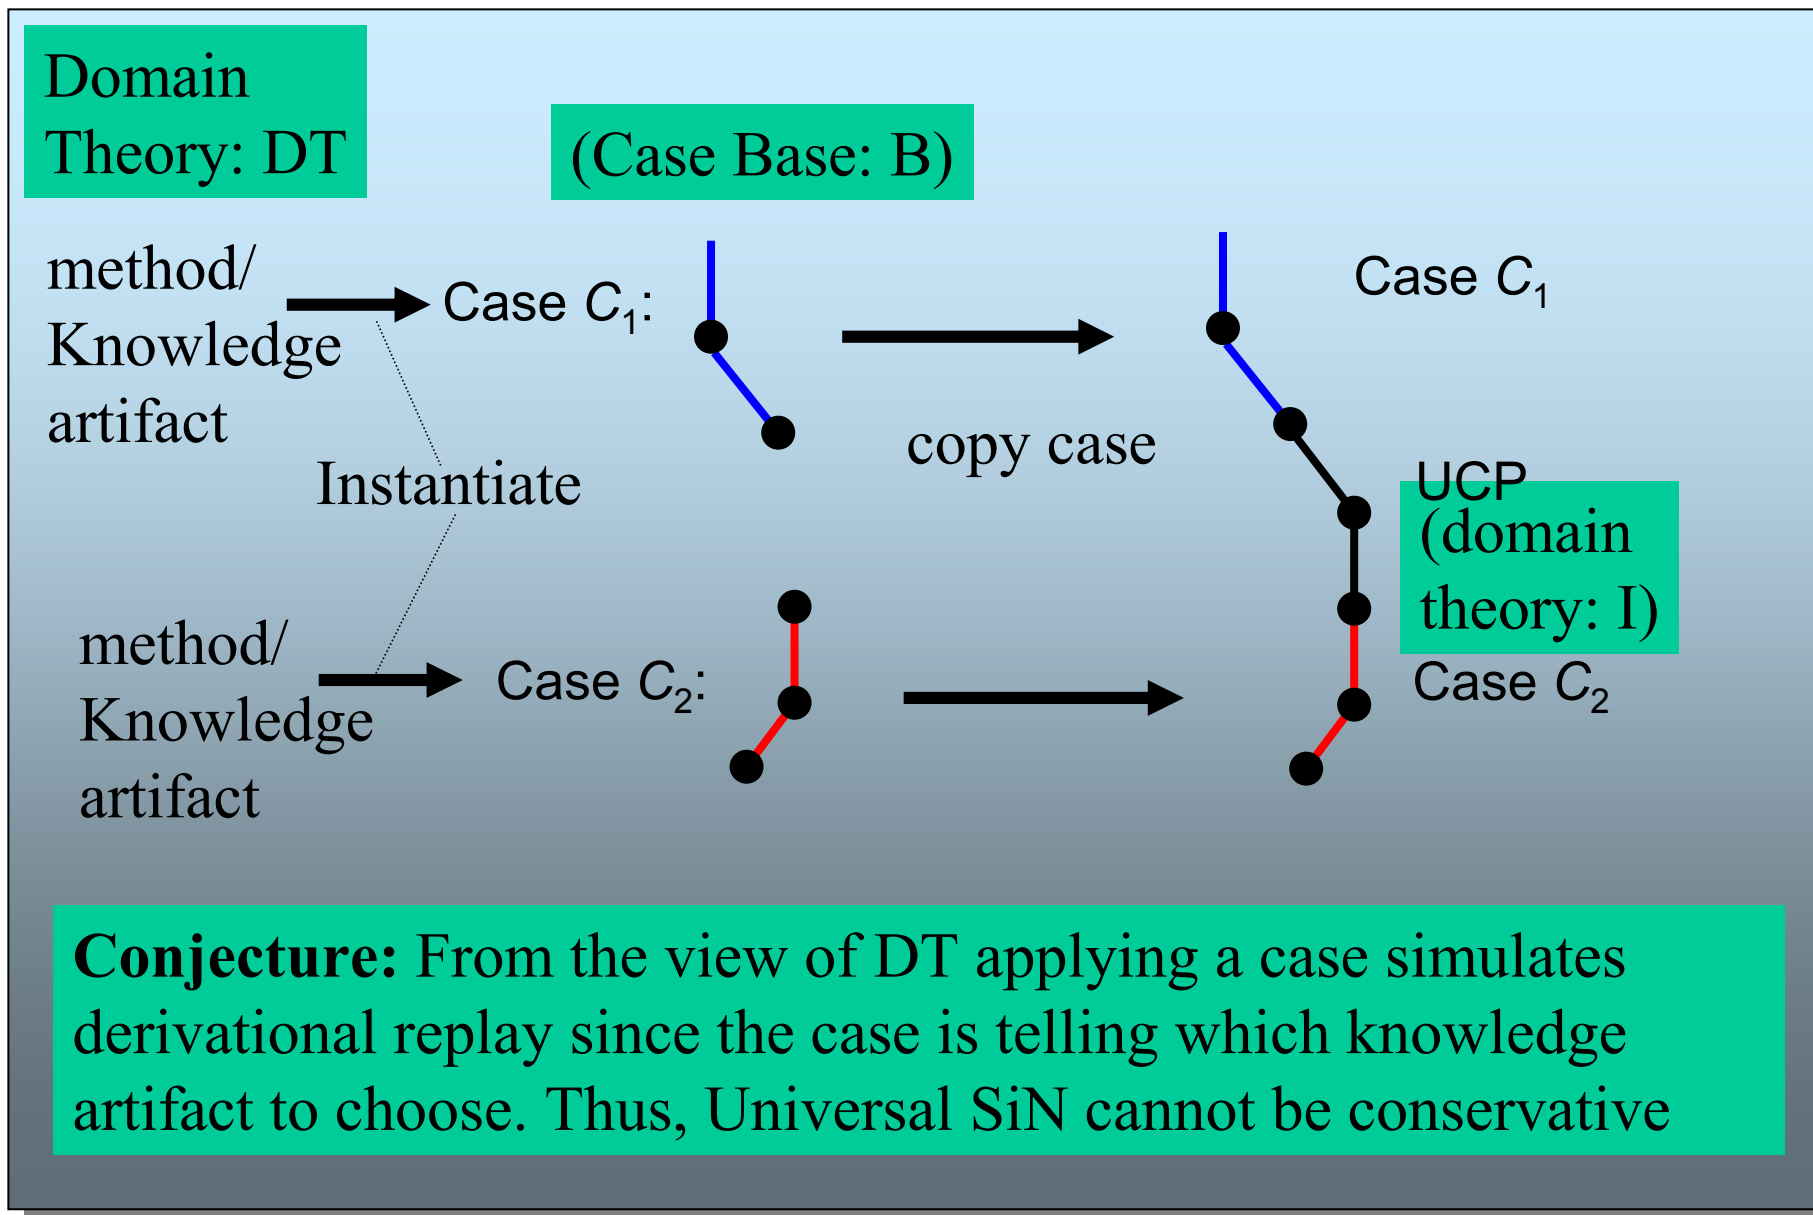 Domain
Theory: DT
(Case Base: B)
method/
Knowledge
artifact
Case C1:
Case C1
copy case
Instantiate
UCP
(domain
theory: I)
method/
Knowledge
artifact
Case C2:
Case C2
Conjecture: From the view of DT applying a case simulates
derivational replay since the case is telling which knowledge
artifact to choose. Thus, Universal SiN cannot be conservative